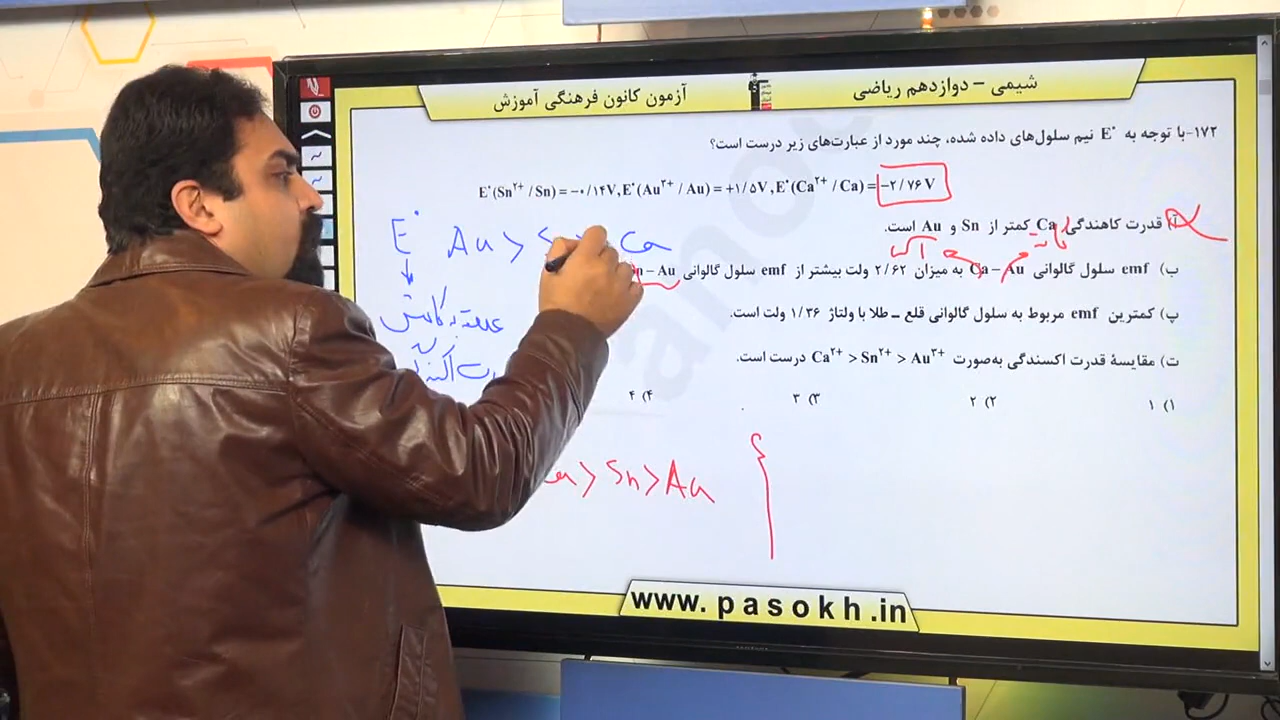 شیمی – دوازدهم ریاضی
آزمون کانون فرهنگی آموزش
۱۷۲-با توجه به E° نیم سلول‌های داده شده، چند مورد از عبارت‌های زیر درست است؟
E°(Sn²⁺/Sn) = −۰/۱۴V, E°(Au³⁺/Au) = +۱/۵V, E°(Ca²⁺/Ca) = −۲/۷۶V
آ) قدرت کاهندگی Ca کمتر از Sn و Au است.
E° Au > S Ca
کاتد
آند
ب) emf سلول گالوانی Ca – Au به میزان ۲/۶۲ ولت بیشتر از emf سلول گالوانی n – Au
پ) کمترین emf مربوط به سلول گالوانی قلع – طلا با ولتاژ ۱/۳۶ ولت است.
ت) مقایسهٔ قدرت اکسندگی به‌صورت Ca²⁺ > Sn²⁺ > Au³⁺ درست است.
۱) ۱
۲) ۲
۳) ۳
۴) ۴
a > Sn > Au
www.pasokh.in